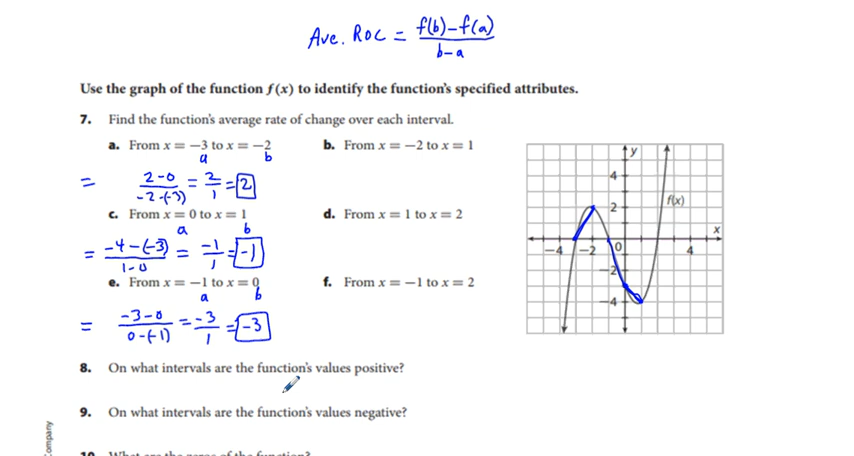 Ave. ROC = f(b)-f(a) / b-a
Use the graph of the function f(x) to identify the function's specified attributes.
7. Find the function's average rate of change over each interval.
a. From x = −3 to x = −2 b. From x = −2 to x = 1
a b
= 2-0 / -2-(-3) = 2/1 = 2
c. From x = 0 to x = 1 d. From x = 1 to x = 2
a b
= -4-(-3) / 1-0 = -1/1 = -1
e. From x = −1 to x = 0 f. From x = −1 to x = 2
a b
= -3-0 / 0-(-1) = -3/1 = -3
y
4
2
f(x)
x
−4 −2 0 4
−2
−4
8. On what intervals are the function's values positive?
9. On what intervals are the function's values negative?